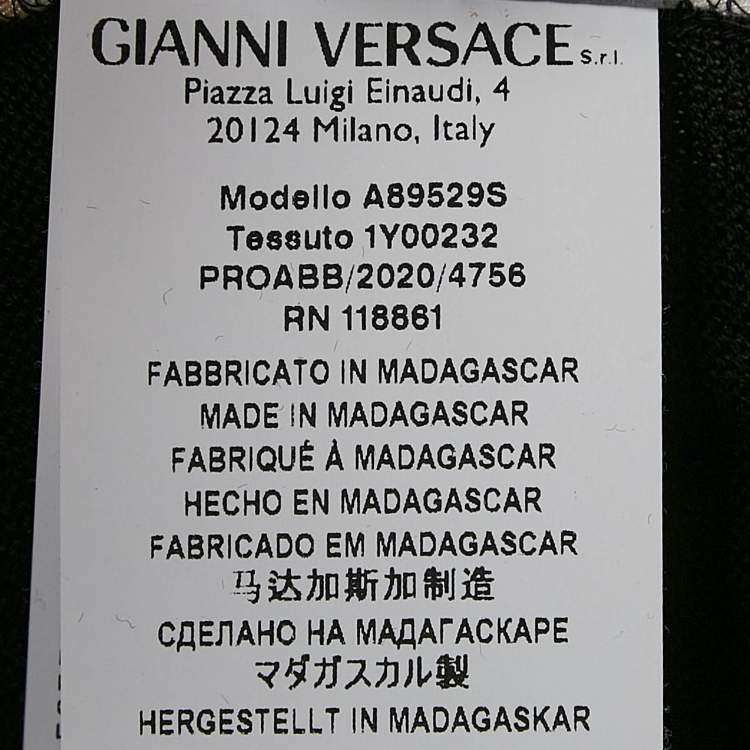 GIANNI VERSACE S.r.l.
Piazza Luigi Einaudi, 4
20124 Milano, Italy
Modello A89529S
Tessuto 1Y00232
PROABB/2020/4756
RN 118861
FABBRICATO IN MADAGASCAR
MADE IN MADAGASCAR
FABRIQUÉ À MADAGASCAR
HECHO EN MADAGASCAR
FABRICADO EM MADAGASCAR
马达加斯加制造
СДЕЛАНО НА МАДАГАСКАРЕ
マダガスカル製
HERGESTELLT IN MADAGASKAR